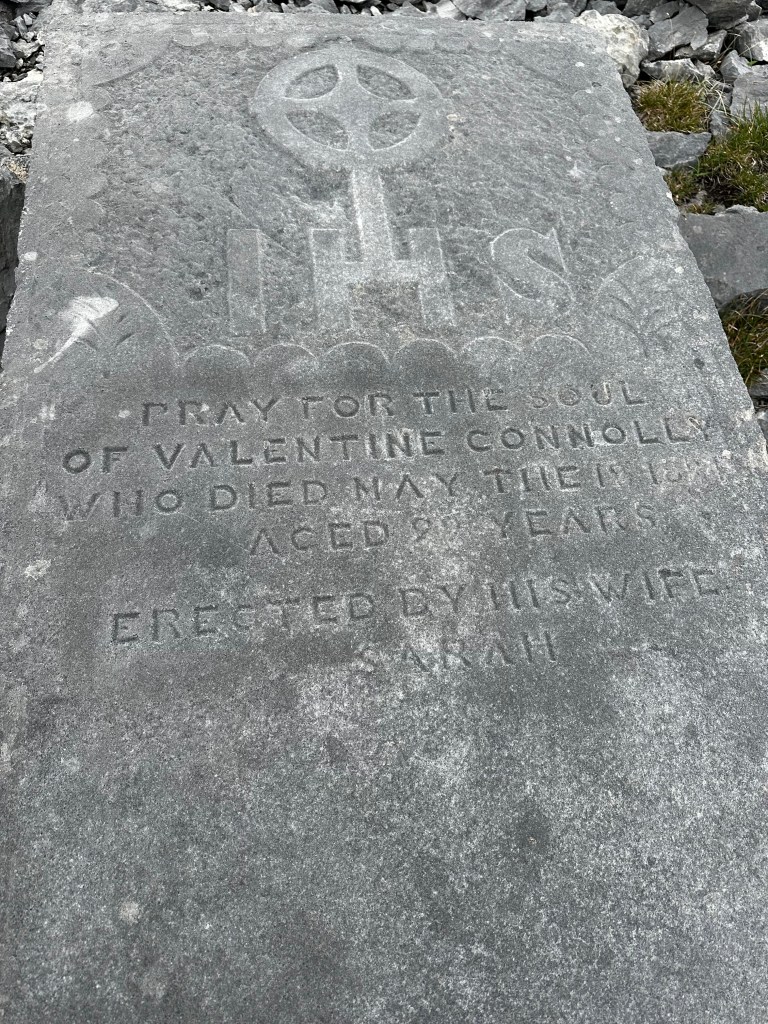 IHS
PRAY FOR THE SOUL
OF VALENTINE CONNOLLY
WHO DIED MAY THE
AGED YEARS
ERECTED BY HIS WIFE
SARAH